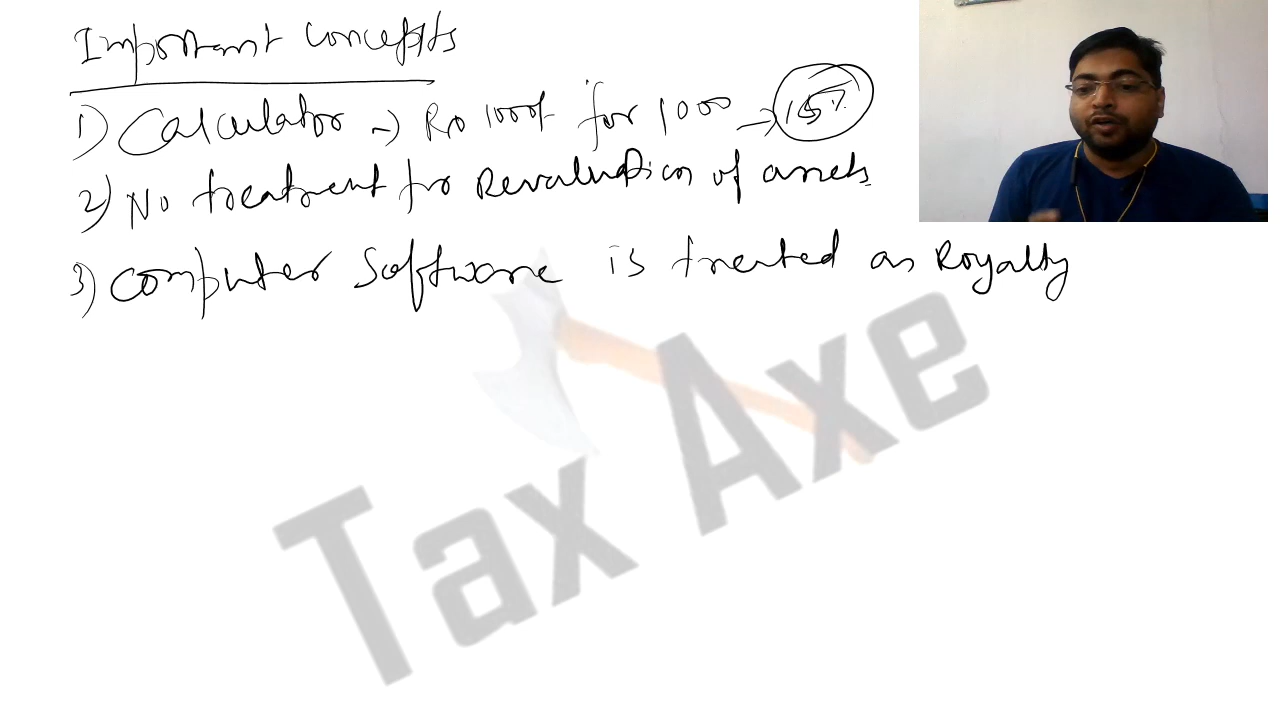 Important concepts
1) Calculator → Rs 100/- for 1000 → 15%
2) No treatment for Revaluation of assets
3) Computer Software is treated as Royalty
Tax Axe